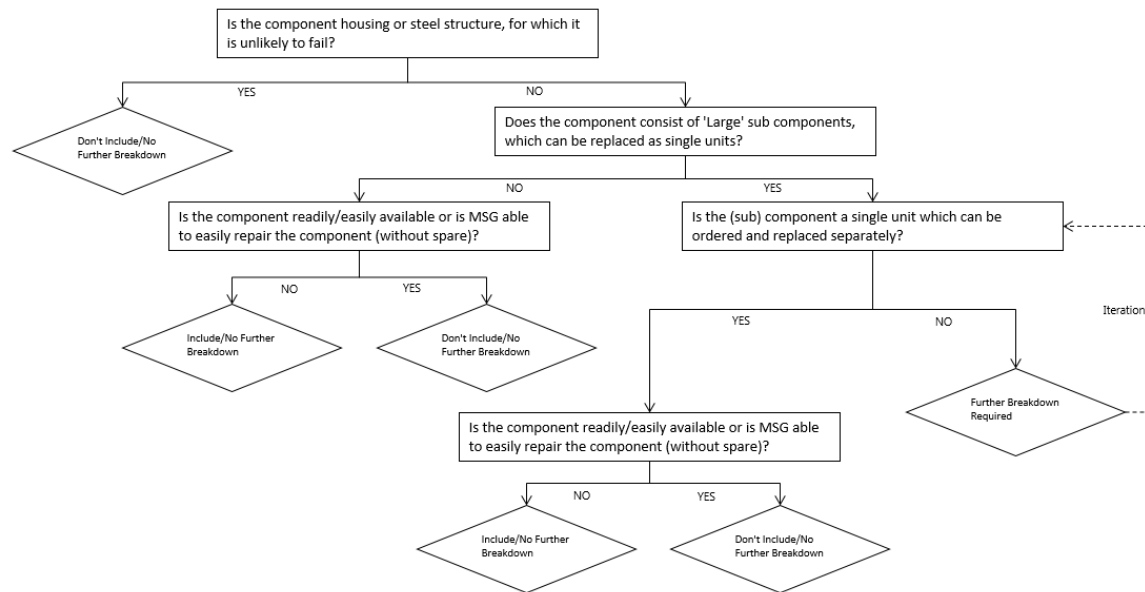 Is the component housing or steel structure, for which it
is unlikely to fail?
YES
NO
Don't Include/No
Further Breakdown
Does the component consist of 'Large' sub components,
which can be replaced as single units?
NO
YES
Is the component readily/easily available or is MSG able
to easily repair the component (without spare)?
Is the (sub) component a single unit which can be
ordered and replaced separately?
NO
YES
Include/No Further
Breakdown
Don't Include/No
Further Breakdown
YES
NO
Iteration
Further Breakdown
Required
Is the component readily/easily available or is MSG able
to easily repair the component (without spare)?
NO
YES
Include/No Further
Breakdown
Don't Include/No
Further Breakdown